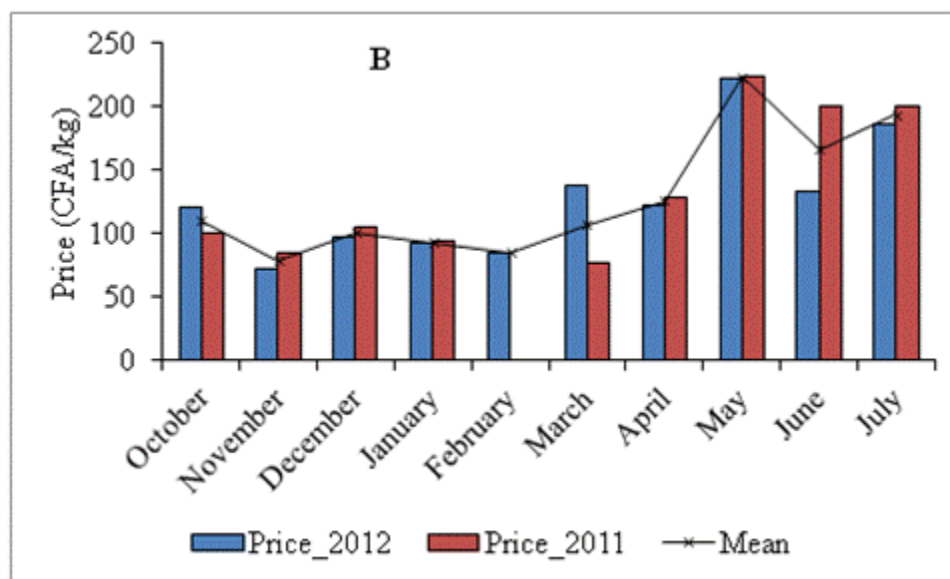 B
Price (CFA/kg)
250
200
150
100
50
0
October
November
December
January
February
March
April
May
June
July
Price_2012
Price_2011
Mean